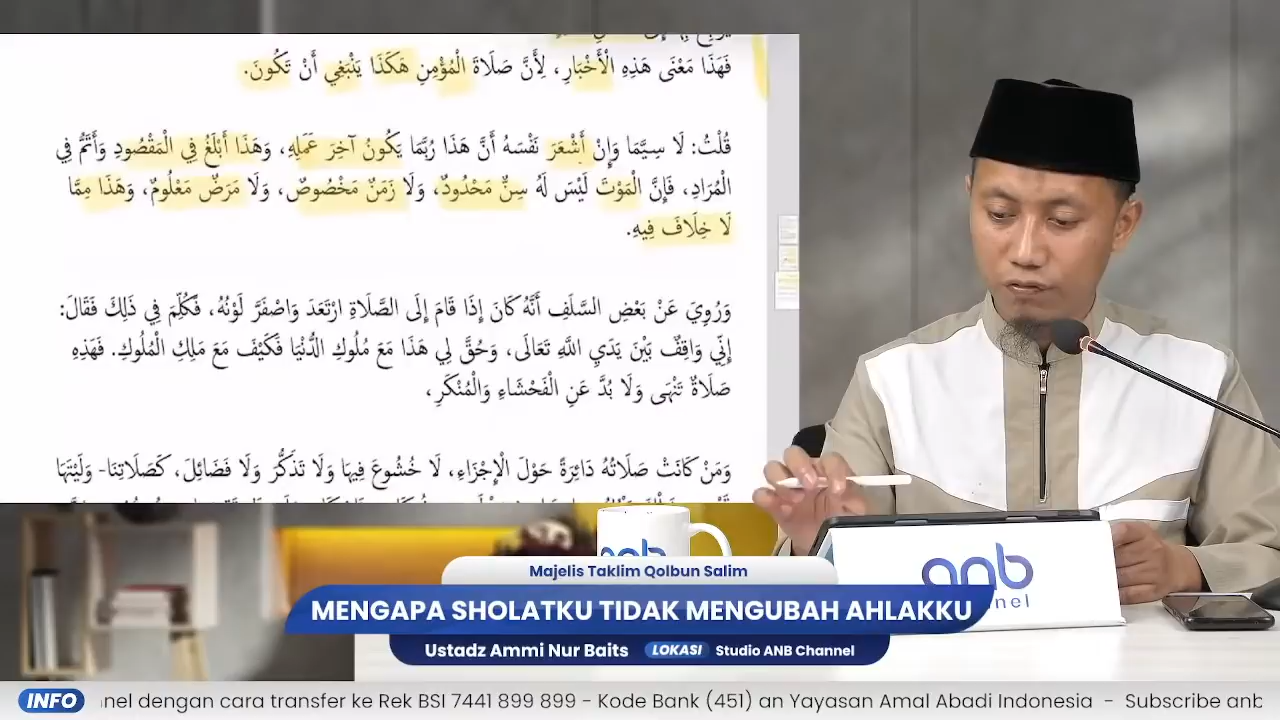 فَهَذَا مَعْنَى هَذِهِ الْأَخْبَارِ، لِأَنَّ صَلَاةَ الْمُؤْمِنِ هَكَذَا يَنْبَغِي أَنْ تَكُونَ.
قُلْتُ: لَا سِيَّمَا وَإِنْ أَشْعَرَ نَفْسَهُ أَنَّ هَذَا رُبَّمَا يَكُونُ آخِرَ عَمَلِهِ، وَهَذَا أَبْلَغُ فِي الْمَقْصُودِ وَأَتَمُّ فِي
الْمُرَادِ، فَإِنَّ الْمَوْتَ لَيْسَ لَهُ سِنٌّ مَحْدُودٌ، وَلَا زَمَنٌ مَخْصُوصٌ، وَلَا مَرَضٌ مَعْلُومٌ، وَهَذَا مِمَّا
لَا خِلَافَ فِيهِ.
وَرُوِيَ عَنْ بَعْضِ السَّلَفِ أَنَّهُ كَانَ إِذَا قَامَ إِلَى الصَّلَاةِ ارْتَعَدَ وَاصْفَرَّ لَوْنُهُ، فَكُلِّمَ فِي ذَلِكَ فَقَالَ:
إِنِّي وَاقِفٌ بَيْنَ يَدَيِ اللَّهِ تَعَالَى، وَحُقَّ لِي هَذَا مَعَ مُلُوكِ الدُّنْيَا فَكَيْفَ مَعَ مَلِكِ الْمُلُوكِ. فَهَذِهِ
صَلَاةٌ تَنْهَى وَلَا بُدَّ عَنِ الْفَحْشَاءِ وَالْمُنْكَرِ،
وَمَنْ كَانَتْ صَلَاتُهُ دَائِرَةً حَوْلَ الْإِجْزَاءِ، لَا خُشُوعَ فِيهَا وَلَا تَذَكُّرَ وَلَا فَضَائِلَ، كَصَلَاتِنَا- وَلَيْتَهَا
anb
anb
nel
Majelis Taklim Qolbun Salim
MENGAPA SHOLATKU TIDAK MENGUBAH AHLAKKU
Ustadz Ammi Nur Baits LOKASI Studio ANB Channel
INFO nel dengan cara transfer ke Rek BSI 7441 899 899 - Kode Bank (451) an Yayasan Amal Abadi Indonesia - Subscribe anb